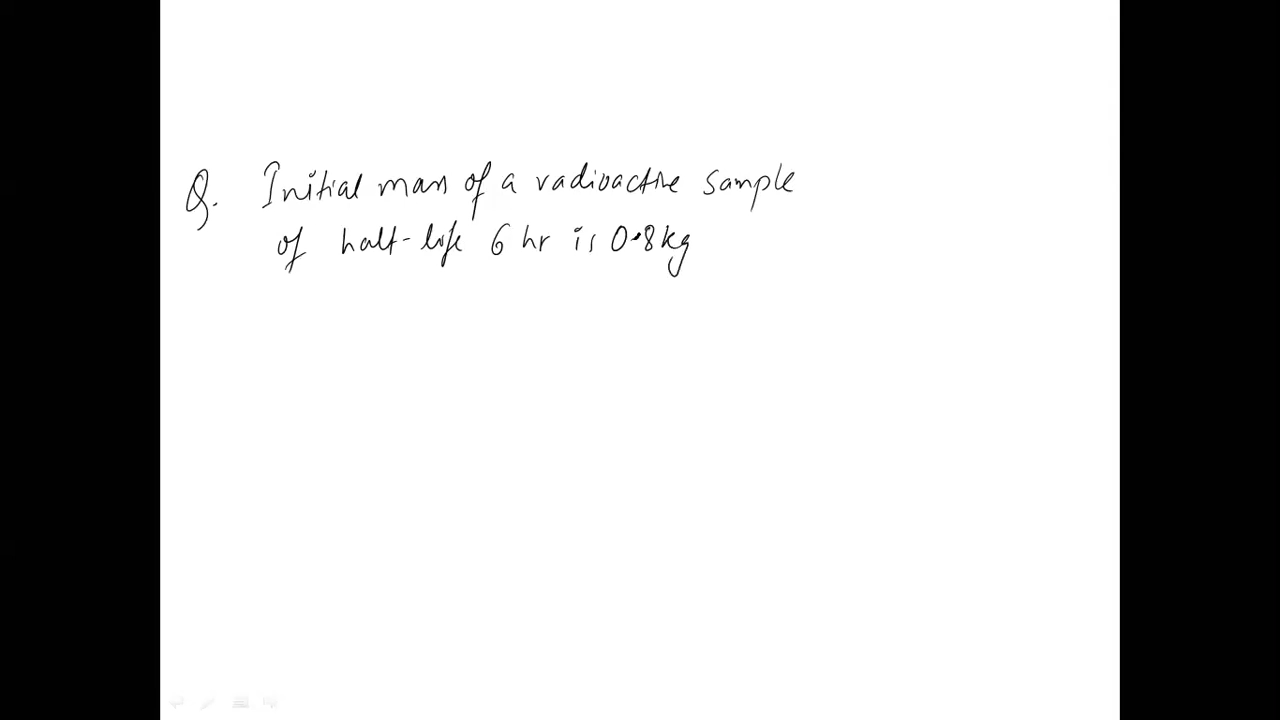 Q. Initial mass of a radioactive sample
of half-life 6 hr is 0.8kg